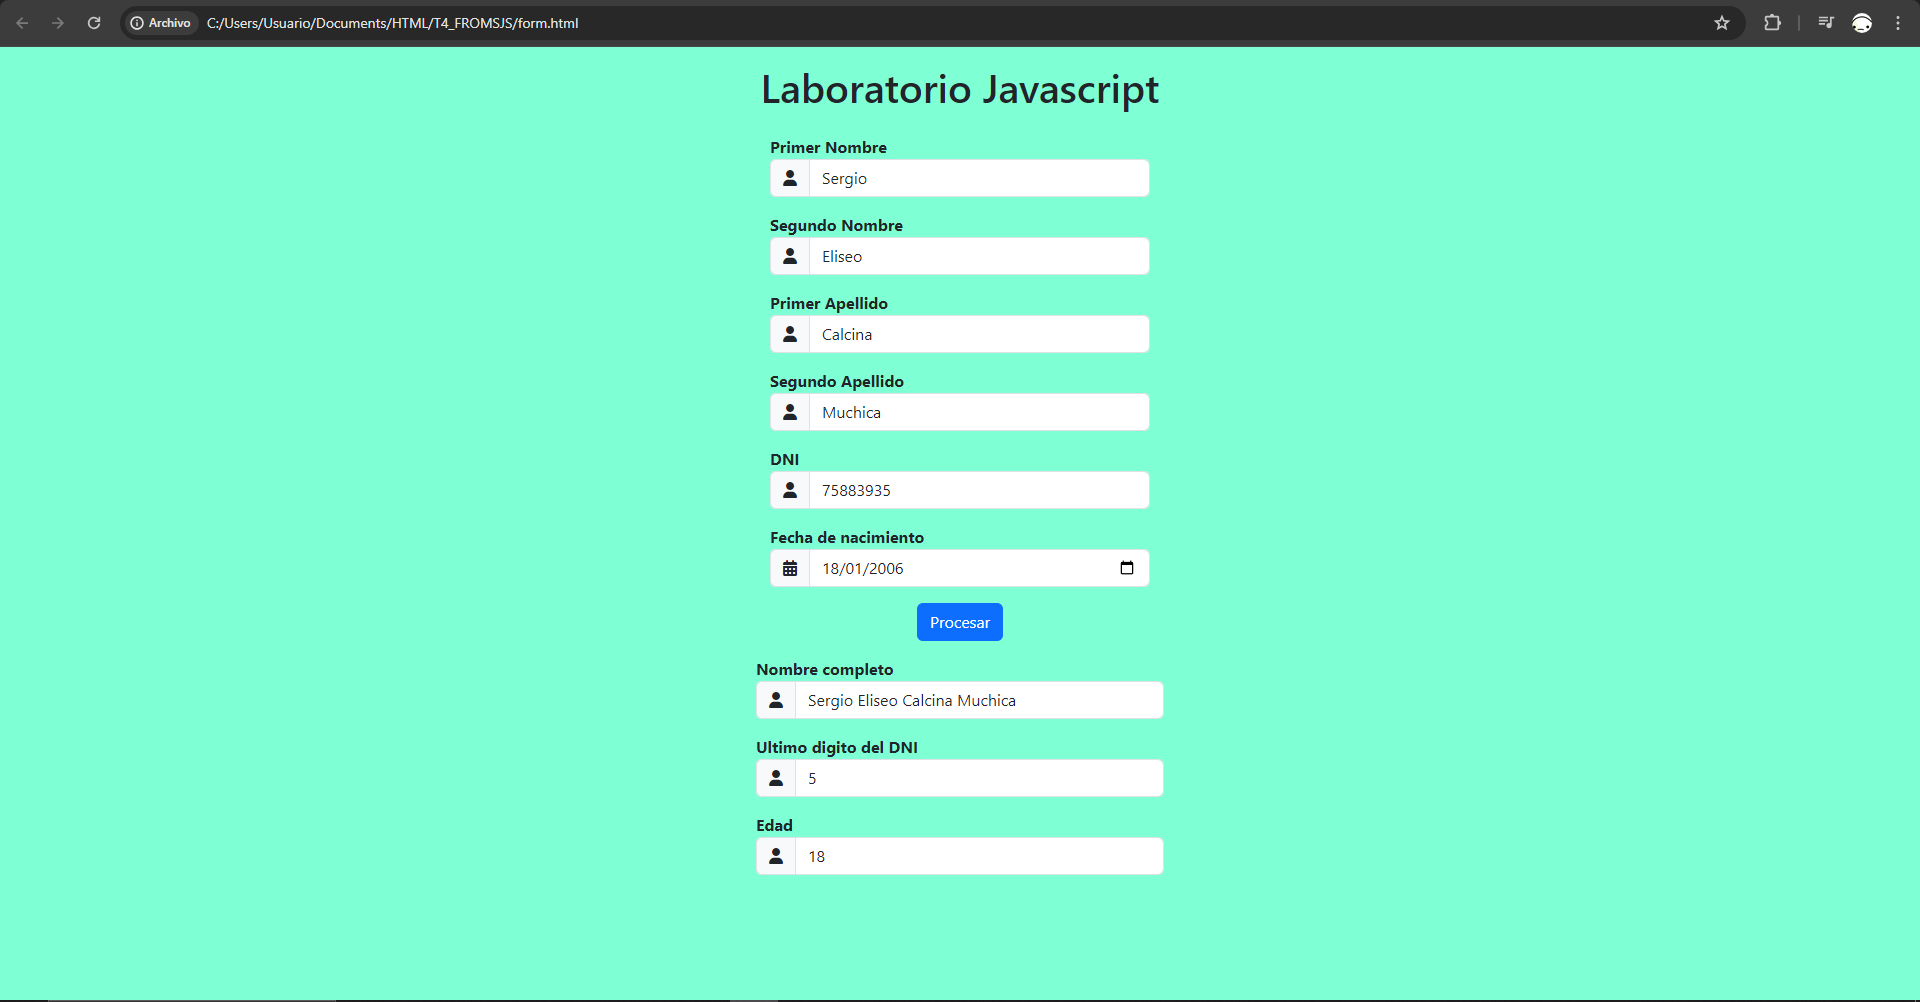 Archivo C:/Users/Usuario/Documents/HTML/T4_FROMSJS/form.html
Laboratorio Javascript
Primer Nombre
Sergio
Segundo Nombre
Eliseo
Primer Apellido
Calcina
Segundo Apellido
Muchica
DNI
75883935
Fecha de nacimiento
18/01/2006
Procesar
Nombre completo
Sergio Eliseo Calcina Muchica
Ultimo digito del DNI
5
Edad
18